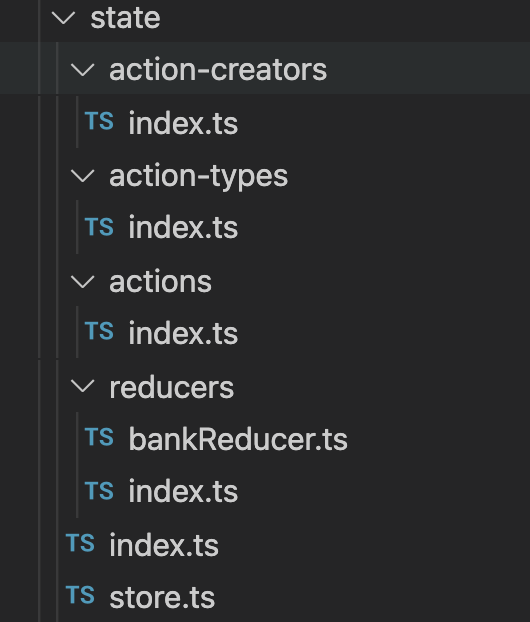 state
action-creators
TS index.ts
action-types
TS index.ts
actions
TS index.ts
reducers
TS bankReducer.ts
TS index.ts
TS index.ts
TS store.ts